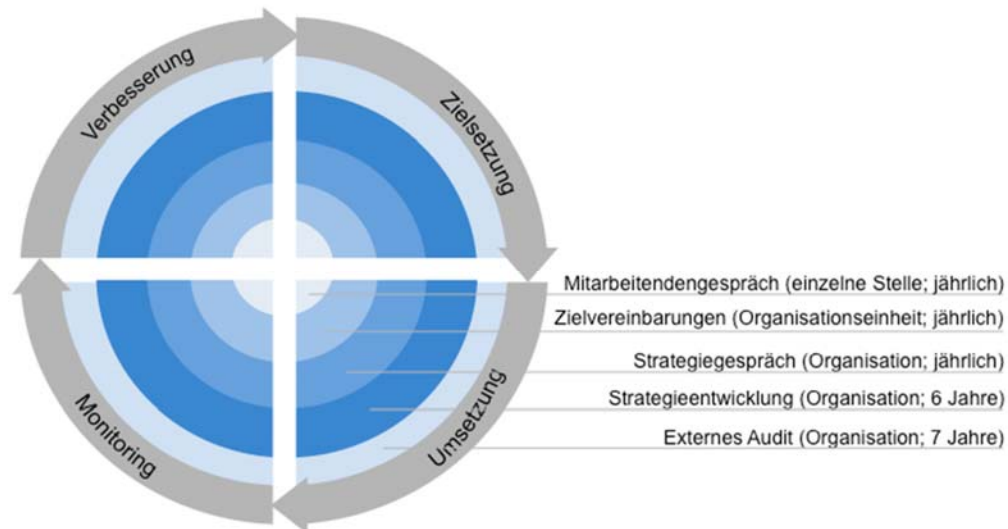 Verbesserung
Zielsetzung
Mitarbeitendengespräch (einzelne Stelle; jährlich)
Zielvereinbarungen (Organisationseinheit; jährlich)
Strategiegespräch (Organisation; jährlich)
Strategieentwicklung (Organisation; 6 Jahre)
Externes Audit (Organisation; 7 Jahre)
Monitoring
Umsetzung